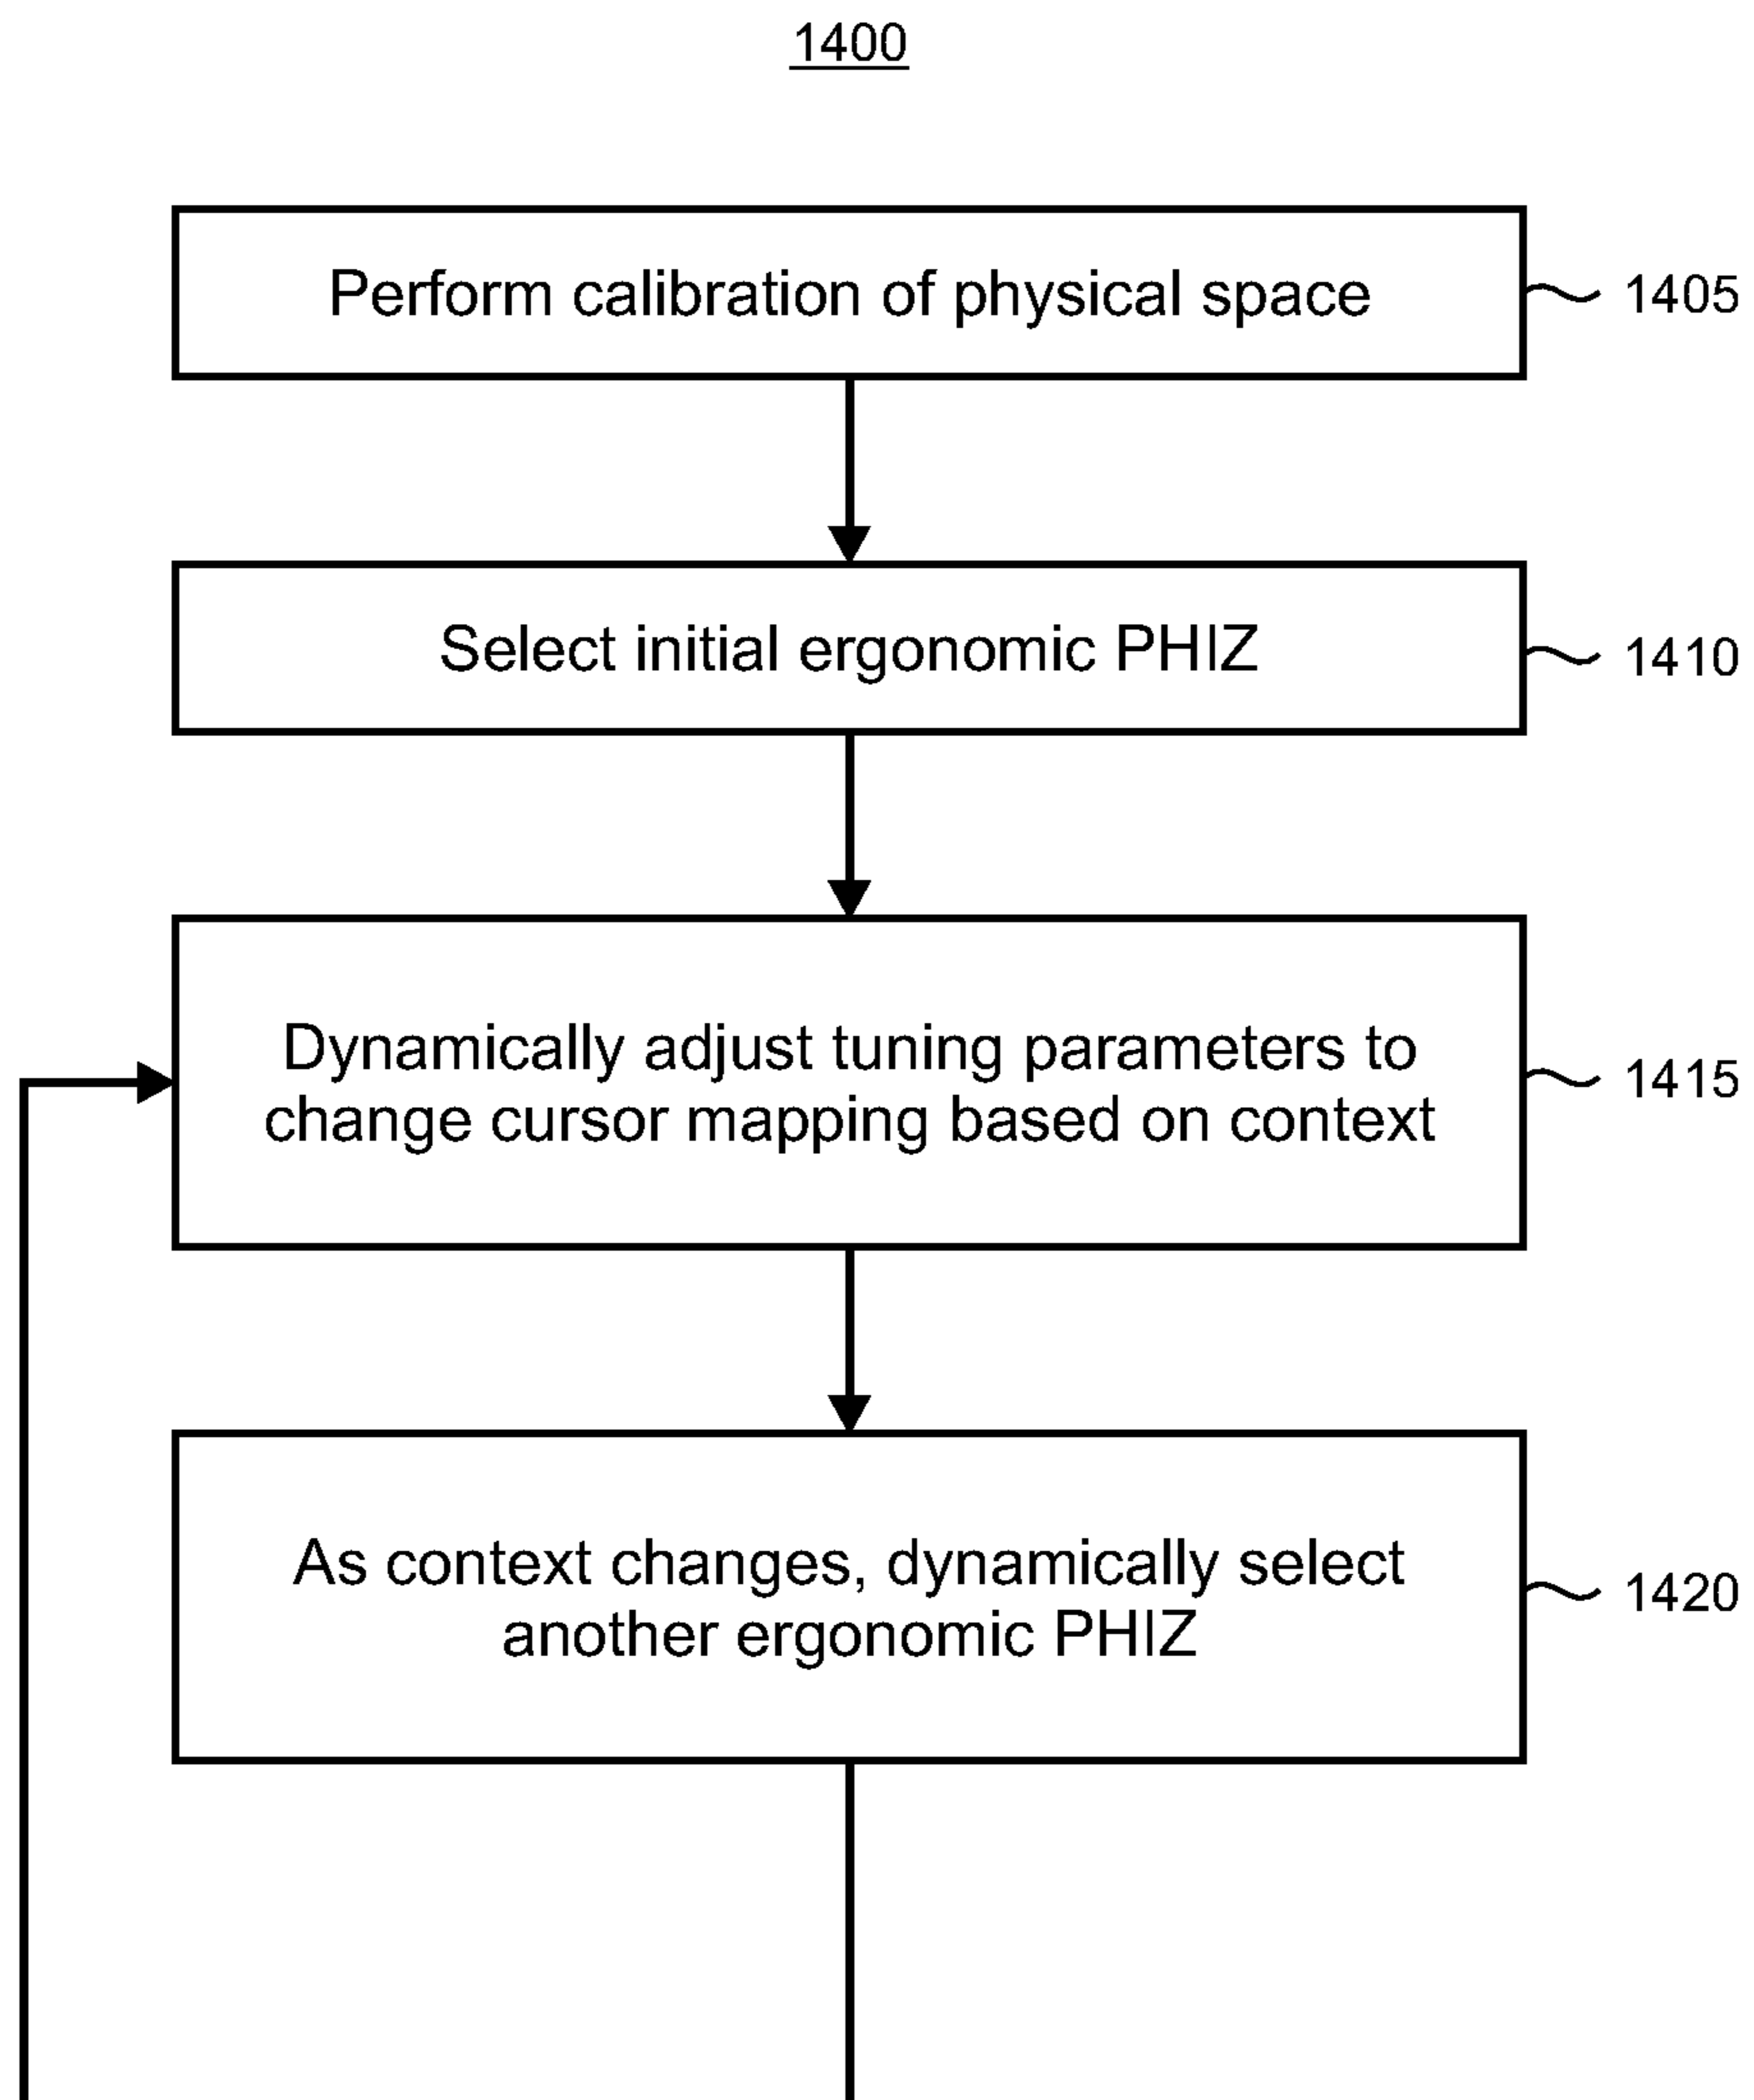 1400
Perform calibration of physical space
1405
Select initial ergonomic PHIZ
1410
Dynamically adjust tuning parameters to
change cursor mapping based on context
1415
As context changes, dynamically select
another ergonomic PHIZ
1420